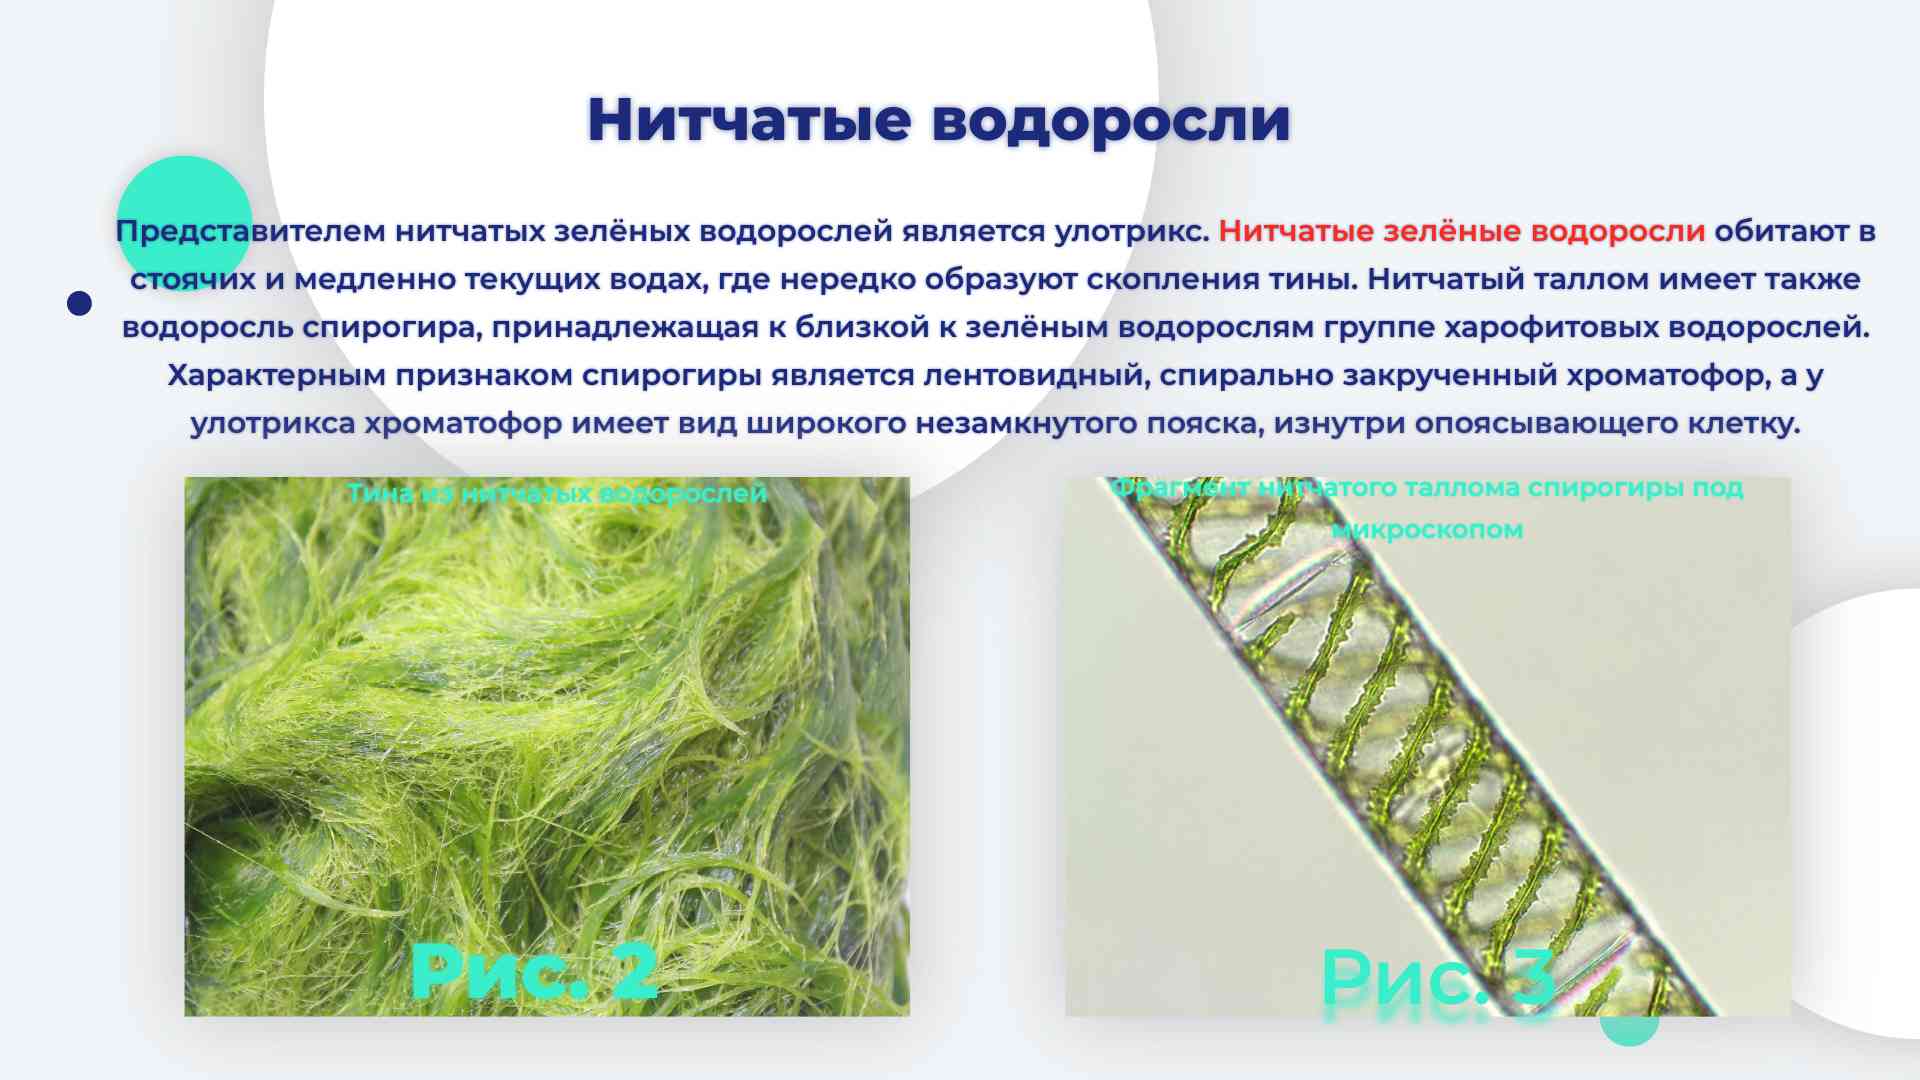 Нитчатые водоросли
Представителем нитчатых зелёных водорослей является улотрикс. Нитчатые зелёные водоросли обитают в
стоячих и медленно текущих водах, где нередко образуют скопления тины. Нитчатый таллом имеет также
водоросль спирогира, принадлежащая к близкой к зелёным водорослям группе харофитовых водорослей.
Характерным признаком спирогиры является лентовидный, спирально закрученный хроматофор, а у
улотрикса хроматофор имеет вид широкого незамкнутого пояска, изнутри опоясывающего клетку.
Тина из нитчатых водорослей
Рис. 2
Фрагмент нитчатого таллома спирогиры под
микроскопом
Рис. 3